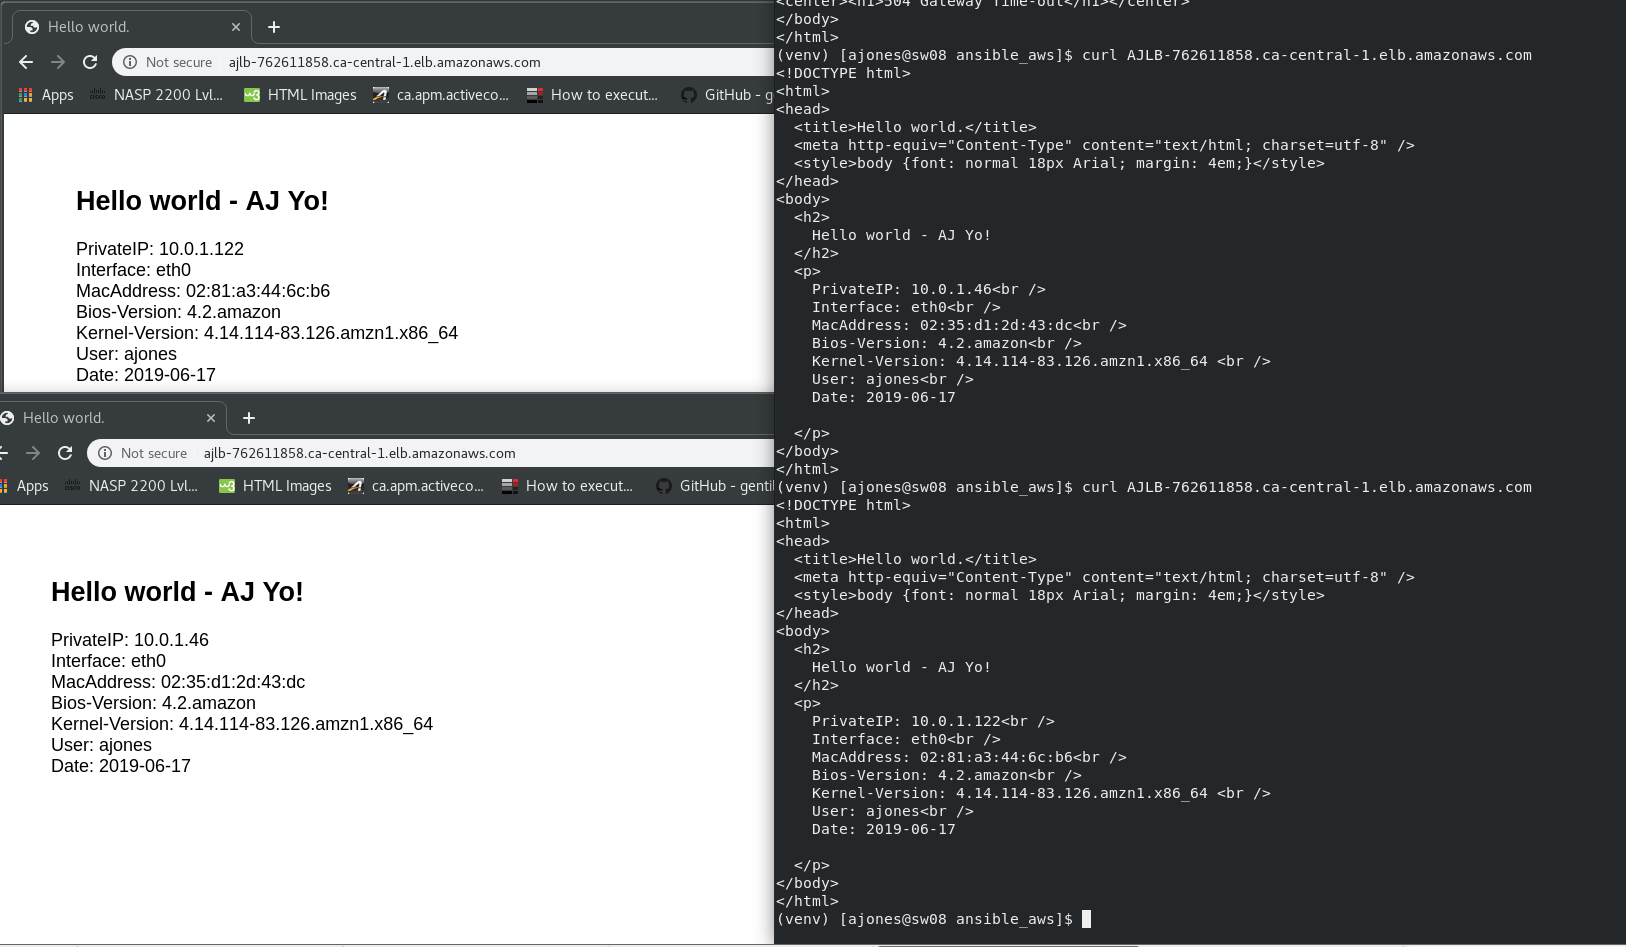 Hello world.
Not secure ajlb-762611858.ca-central-1.elb.amazonaws.com
Apps NASP 2200 Lvl... HTML Images ca.apm.activeco... How to execut... GitHub - g
Hello world - AJ Yo!
PrivateIP: 10.0.1.122
Interface: eth0
MacAddress: 02:81:a3:44:6c:b6
Bios-Version: 4.2.amazon
Kernel-Version: 4.14.114-83.126.amzn1.x86_64
User: ajones
Date: 2019-06-17
Hello world.
Not secure ajlb-762611858.ca-central-1.elb.amazonaws.com
Apps NASP 2200 Lvl... HTML Images ca.apm.activeco... How to execut... GitHub - genti
Hello world - AJ Yo!
PrivateIP: 10.0.1.46
Interface: eth0
MacAddress: 02:35:d1:2d:43:dc
Bios-Version: 4.2.amazon
Kernel-Version: 4.14.114-83.126.amzn1.x86_64
User: ajones
Date: 2019-06-17
<center><h1>504 Gateway Time-out</h1></center>
</body>
</html>
(venv) [ajones@sw08 ansible_aws]$ curl AJLB-762611858.ca-central-1.elb.amazonaws.com
<!DOCTYPE html>
<html>
<head>
<title>Hello world.</title>
<meta http-equiv="Content-Type" content="text/html; charset=utf-8" />
<style>body {font: normal 18px Arial; margin: 4em;}</style>
</head>
<body>
<h2>
Hello world - AJ Yo!
</h2>
<p>
PrivateIP: 10.0.1.46<br />
Interface: eth0<br />
MacAddress: 02:35:d1:2d:43:dc<br />
Bios-Version: 4.2.amazon<br />
Kernel-Version: 4.14.114-83.126.amzn1.x86_64 <br />
User: ajones<br />
Date: 2019-06-17
</p>
</body>
</html>
(venv) [ajones@sw08 ansible_aws]$ curl AJLB-762611858.ca-central-1.elb.amazonaws.com
<!DOCTYPE html>
<html>
<head>
<title>Hello world.</title>
<meta http-equiv="Content-Type" content="text/html; charset=utf-8" />
<style>body {font: normal 18px Arial; margin: 4em;}</style>
</head>
<body>
<h2>
Hello world - AJ Yo!
</h2>
<p>
PrivateIP: 10.0.1.122<br />
Interface: eth0<br />
MacAddress: 02:81:a3:44:6c:b6<br />
Bios-Version: 4.2.amazon<br />
Kernel-Version: 4.14.114-83.126.amzn1.x86_64 <br />
User: ajones<br />
Date: 2019-06-17
</p>
</body>
</html>
(venv) [ajones@sw08 ansible_aws]$